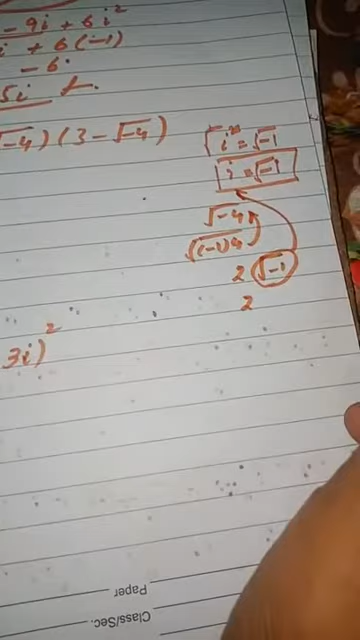 - 9i + 6i²
i + 6(-1)
- 6
5i
√-4) (3 - √-4)
i = √-1
i = √-1
√-4
√(-1)4
2 √-1
2
3i)²
Paper
Class/Sec.